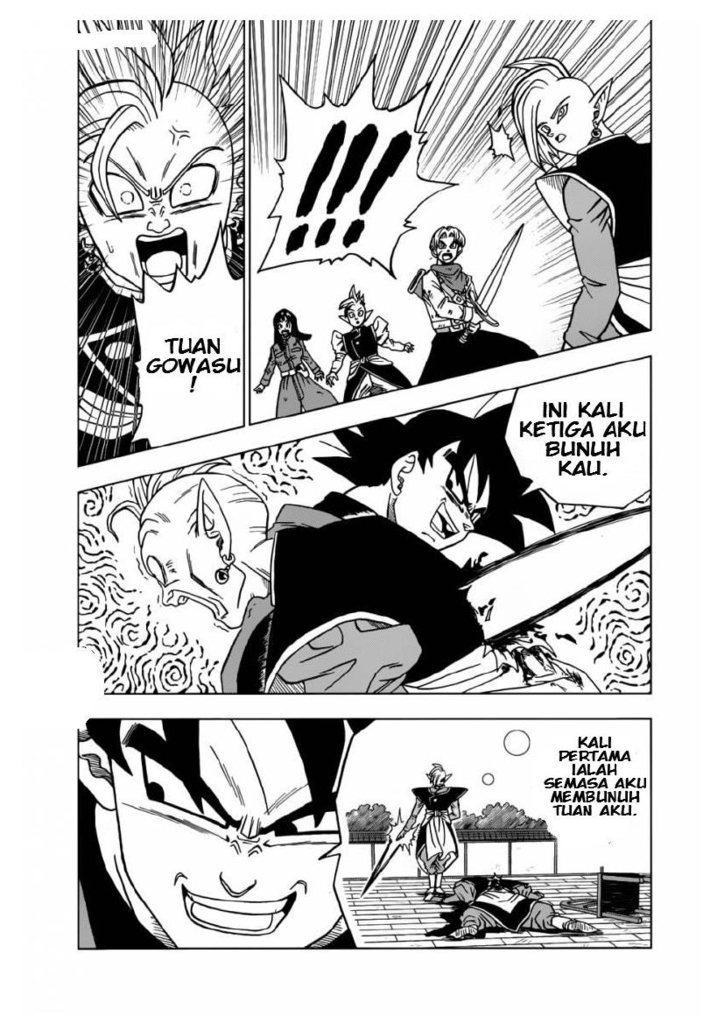 !!!
TUAN
GOWASU
!
INI KALI
KETIGA AKU
BUNUH
KAU.
KALI
PERTAMA
IALAH
SEMASA AKU
MEMBUNUH
TUAN AKU.